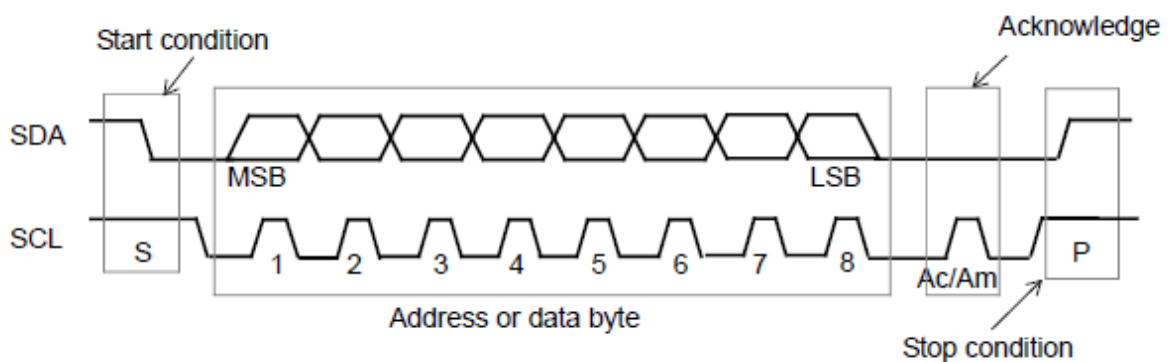 Acknowledge
Start condition
SDA
MSB LSB
SCL
S 1 2 3 4 5 6 7 8 Ac/Am P
Address or data byte
Stop condition